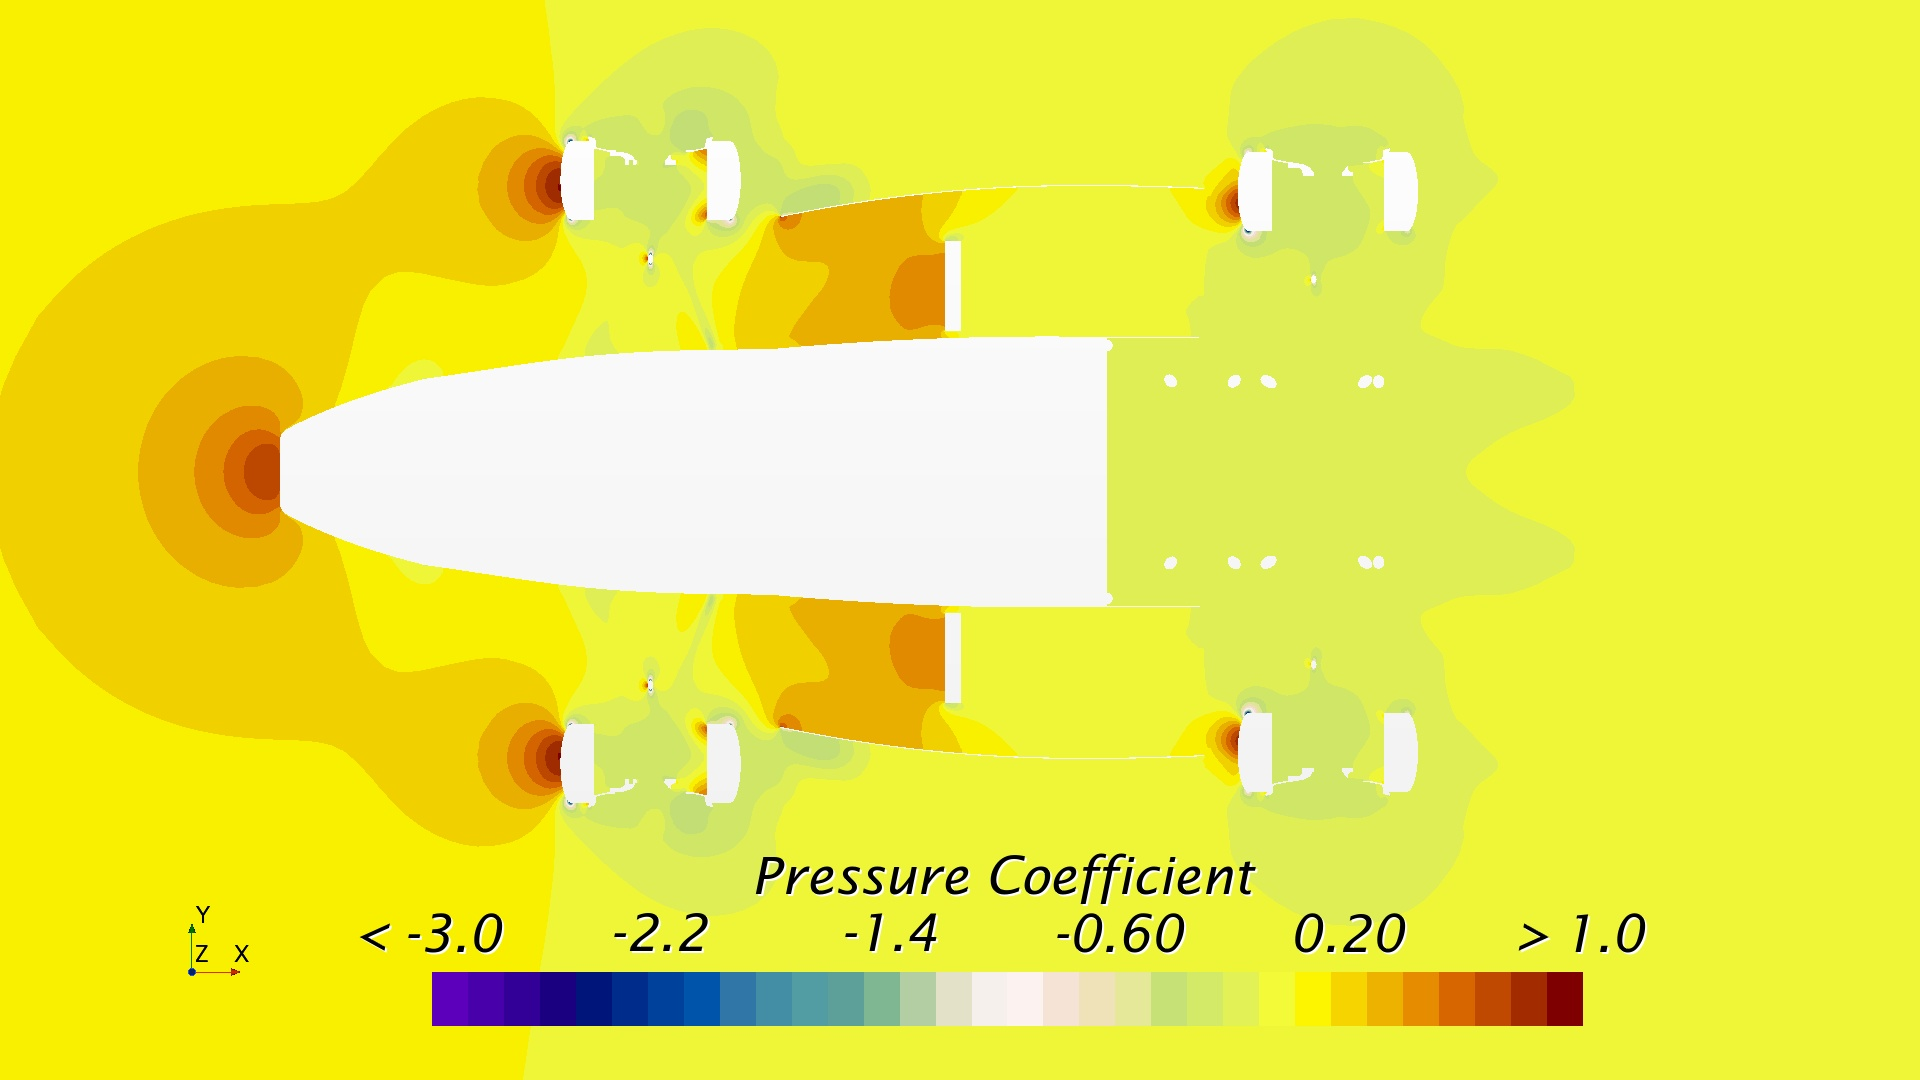 Pressure Coefficient
< -3.0 -2.2 -1.4 -0.60 0.20 > 1.0
Y
Z X